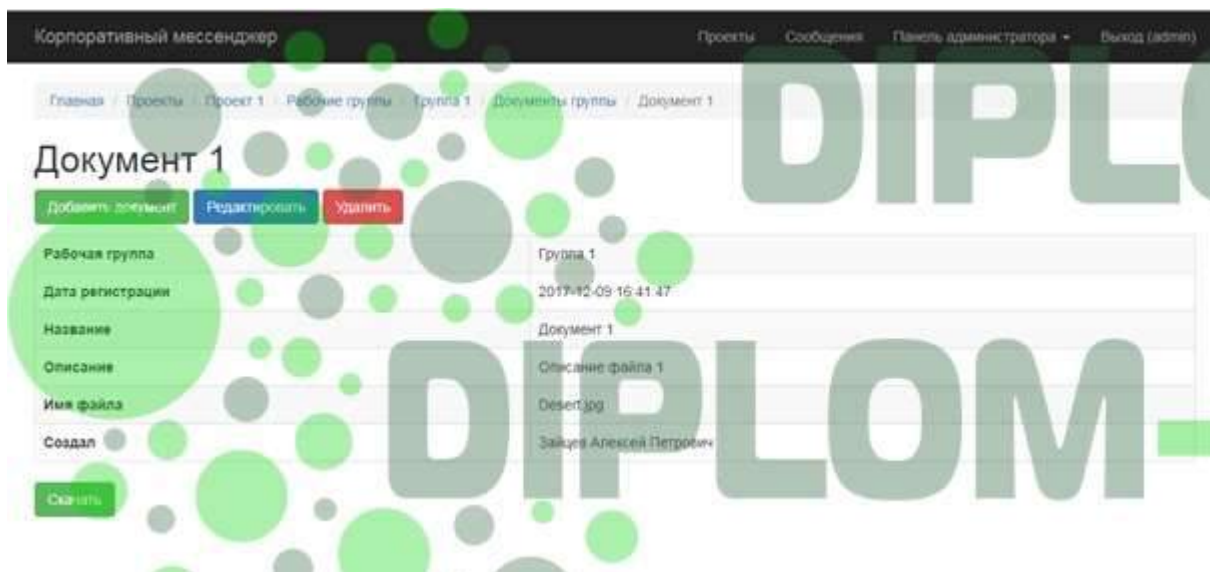 Корпоративный мессенджер Проекты Сообщения Панель администратора Выход (admin)
Главная / Проекты / Проект 1 / Рабочие группы / Группа 1 / Документы группы / Документ 1
DIPLO
Документ 1
Добавить документ Редактировать Удалить
Рабочая группа Группа 1
Дата регистрации 2017-12-09 16:41:47
Название Документ 1
Описание Описание файла 1
Имя файла Desert.jpg
Создал Зайцев Алексей Петрович
DIPLOM-
Скачать